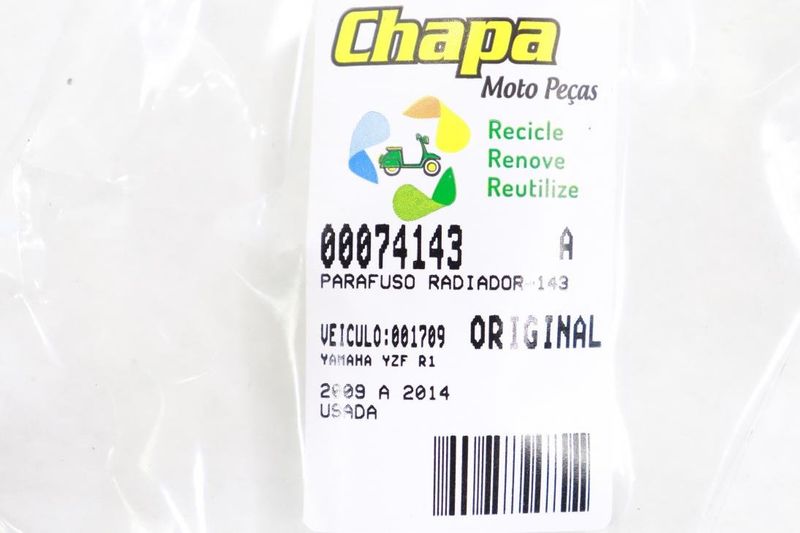 Chapa
Moto Peças
Recicle
Renove
Reutilize
00074143 A
PARAFUSO RADIADOR-143
VEICULO:001709 ORIGINAL
YAMAHA YZF R1
2009 A 2014
USADA